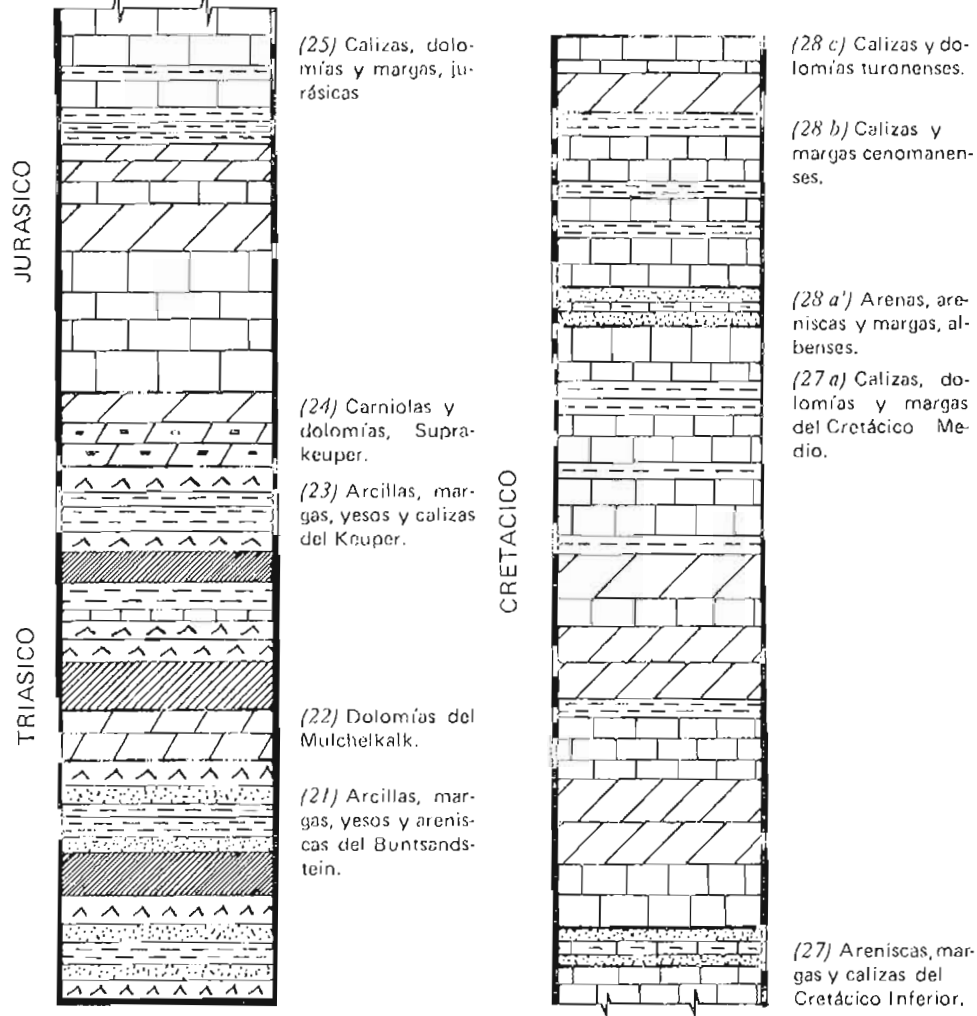 JURASICO
(25) Calizas, dolo-
mías y margas, ju-
rásicas
(24) Carniolas y
dolomías, Supra-
keuper.
(23) Arcillas, mar-
gas, yesos y calizas
del Keuper.
TRIASICO
(22) Dolomías del
Mulchelkalk.
(21) Arcillas, mar-
gas, yesos y arenis-
cas del Buntsands-
tein.
CRETACICO
(28 c) Calizas y do-
lomías turonenses.
(28 b) Calizas y
margas cenomanen-
ses.
(28 a') Arenas, are-
niscas y margas, al-
benses.
(27 a) Calizas, do-
lomías y margas
del Cretácico Me-
dio.
(27) Areniscas, mar-
gas y calizas del
Cretácico Inferior.